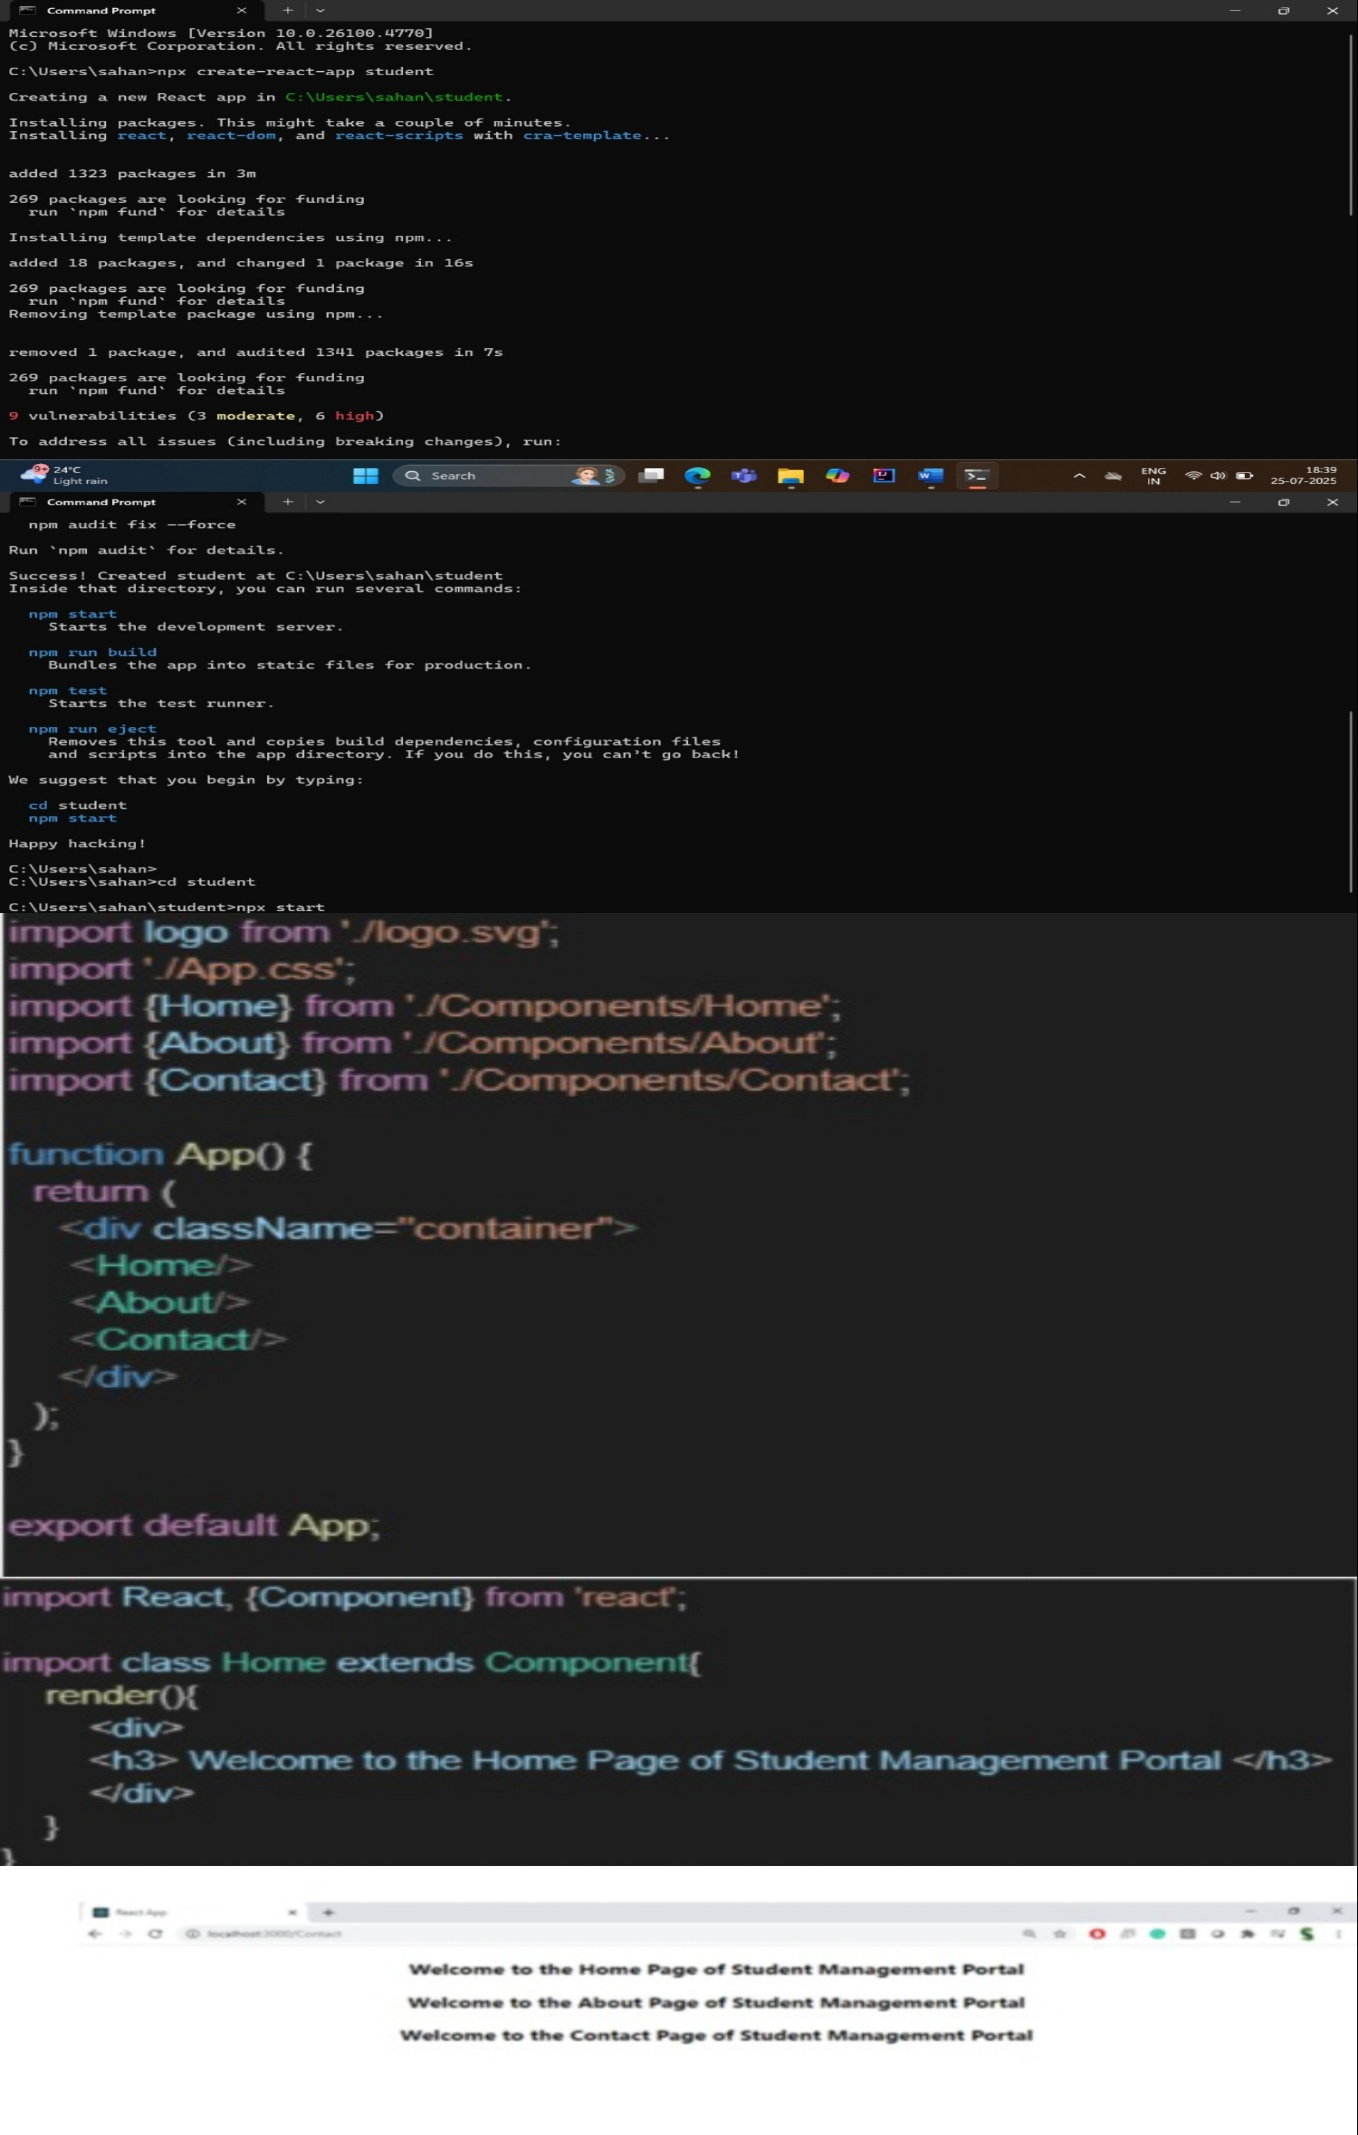 Command Prompt
Microsoft Windows [Version 10.0.26100.4770]
(c) Microsoft Corporation. All rights reserved.
C:\Users\sahan>npx create-react-app student
Creating a new React app in C:\Users\sahan\student.
Installing packages. This might take a couple of minutes.
Installing react, react-dom, and react-scripts with cra-template...
added 1323 packages in 3m
269 packages are looking for funding
  run `npm fund` for details
Installing template dependencies using npm...
added 18 packages, and changed 1 package in 16s
269 packages are looking for funding
  run `npm fund` for details
Removing template package using npm...
removed 1 package, and audited 1341 packages in 7s
269 packages are looking for funding
  run `npm fund` for details
9 vulnerabilities (3 moderate, 6 high)
To address all issues (including breaking changes), run:
9+ 24°C
Light rain
Search
ENG
IN
18:39
25-07-2025
Command Prompt
  npm audit fix --force
Run `npm audit` for details.
Success! Created student at C:\Users\sahan\student
Inside that directory, you can run several commands:
  npm start
    Starts the development server.
  npm run build
    Bundles the app into static files for production.
  npm test
    Starts the test runner.
  npm run eject
    Removes this tool and copies build dependencies, configuration files
    and scripts into the app directory. If you do this, you can't go back!
We suggest that you begin by typing:
  cd student
  npm start
Happy hacking!
C:\Users\sahan>
C:\Users\sahan>cd student
C:\Users\sahan\student>npx start
import logo from './logo.svg';
import './App.css';
import {Home} from './Components/Home';
import {About} from './Components/About';
import {Contact} from './Components/Contact';
function App() {
  return (
    <div className="container">
    <Home/>
    <About/>
    <Contact/>
    </div>
  );
}
export default App;
import React, {Component} from 'react';
import class Home extends Component{
    render(){
        <div>
        <h3> Welcome to the Home Page of Student Management Portal </h3>
        </div>
    }
}
React App
localhost:3000/Contact
Welcome to the Home Page of Student Management Portal
Welcome to the About Page of Student Management Portal
Welcome to the Contact Page of Student Management Portal